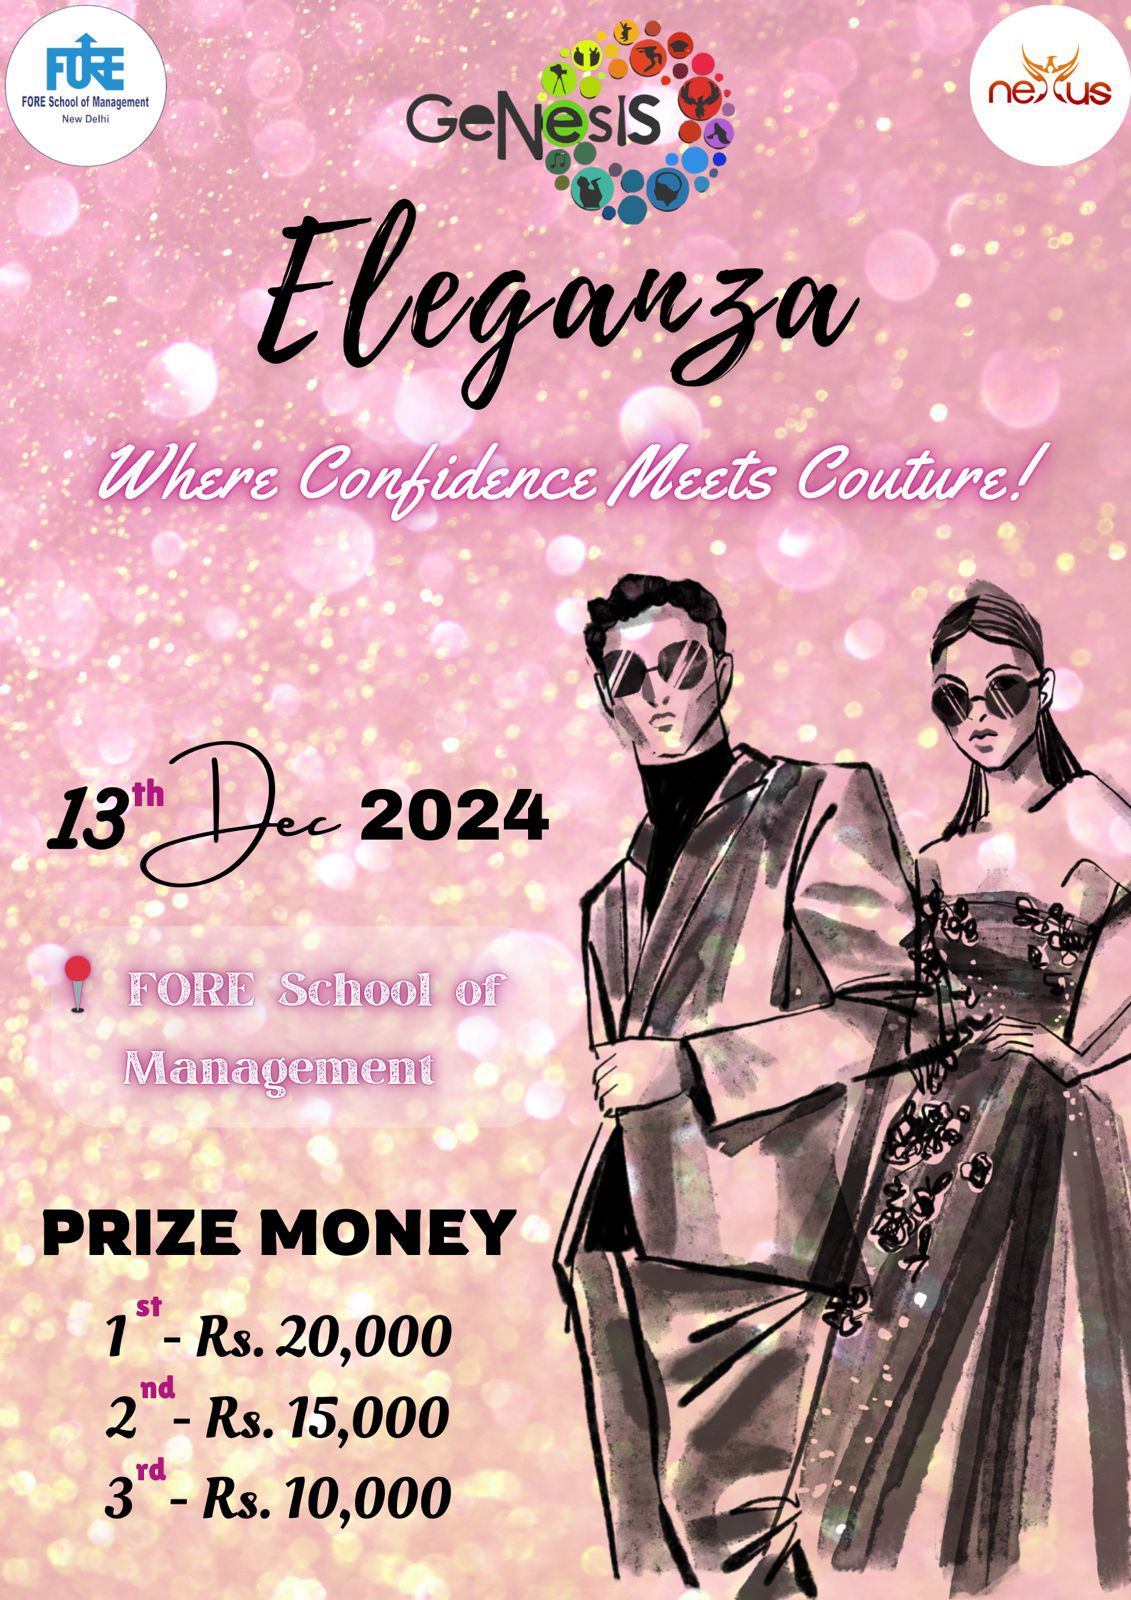 FORE
FORE School of Management
New Delhi
GeNesIS
neXus
Eleganza
Where Confidence Meets Couture!
13th Dec 2024
FORE School of
Management
PRIZE MONEY
1st - Rs. 20,000
2nd - Rs. 15,000
3rd - Rs. 10,000